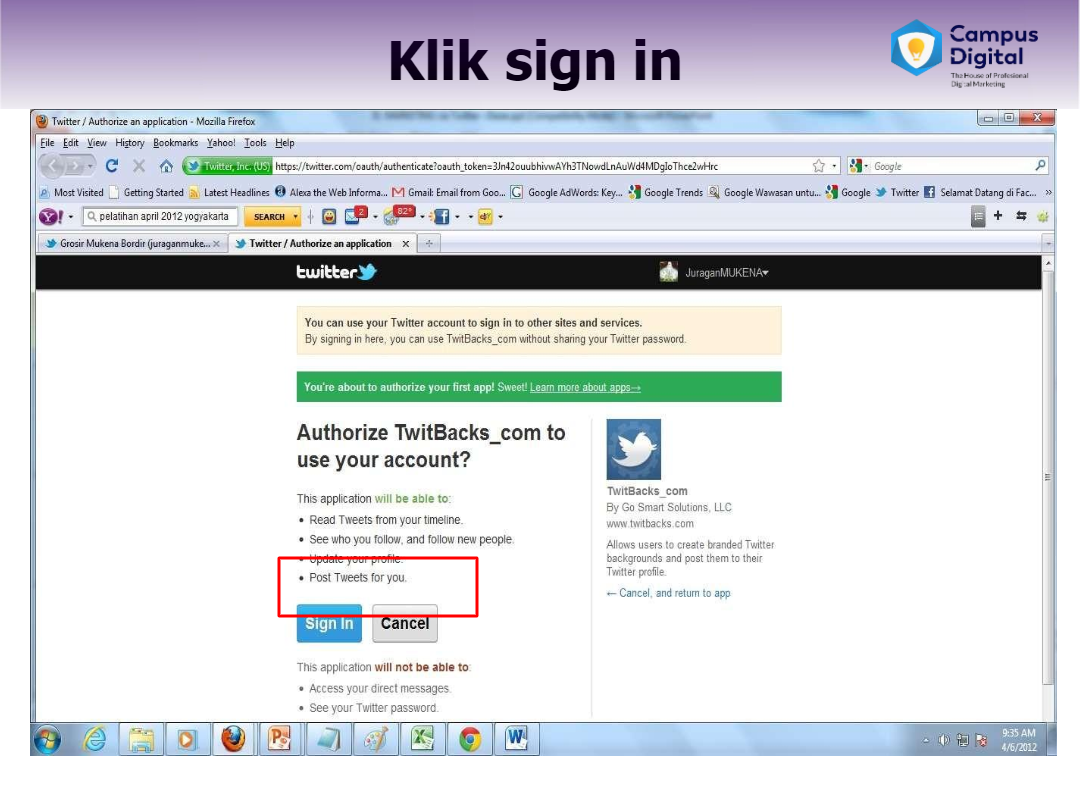 Klik sign in
Campus
Digital
The House of Profesional
Digital Marketing
Twitter / Authorize an application - Mozilla Firefox
File Edit View History Bookmarks Yahoo! Tools Help
Twitter, Inc. (US) https://twitter.com/oauth/authenticate?oauth_token=3Jn42ouubhivwAYh3TNowdLnAuWd4MDgIoThce2wHrc Google
Most Visited Getting Started Latest Headlines Alexa the Web Informa... Gmail: Email from Goo... Google AdWords: Key... Google Trends Google Wawasan untu... Google Twitter Selamat Datang di Fac... »
pelatihan april 2012 yogyakarta SEARCH 2 82°
Grosir Mukena Bordir (juraganmuke... × Twitter / Authorize an application ×
twitter JuraganMUKENA
You can use your Twitter account to sign in to other sites and services.
By signing in here, you can use TwitBacks_com without sharing your Twitter password.
You're about to authorize your first app! Sweet! Learn more about apps→
Authorize TwitBacks_com to
use your account?
This application will be able to:
• Read Tweets from your timeline.
• See who you follow, and follow new people.
• Update your profile.
• Post Tweets for you.
Sign In Cancel
This application will not be able to:
• Access your direct messages.
• See your Twitter password.
TwitBacks_com
By Go Smart Solutions, LLC
www.twitbacks.com
Allows users to create branded Twitter
backgrounds and post them to their
Twitter profile.
← Cancel, and return to app
9:35 AM
4/6/2012